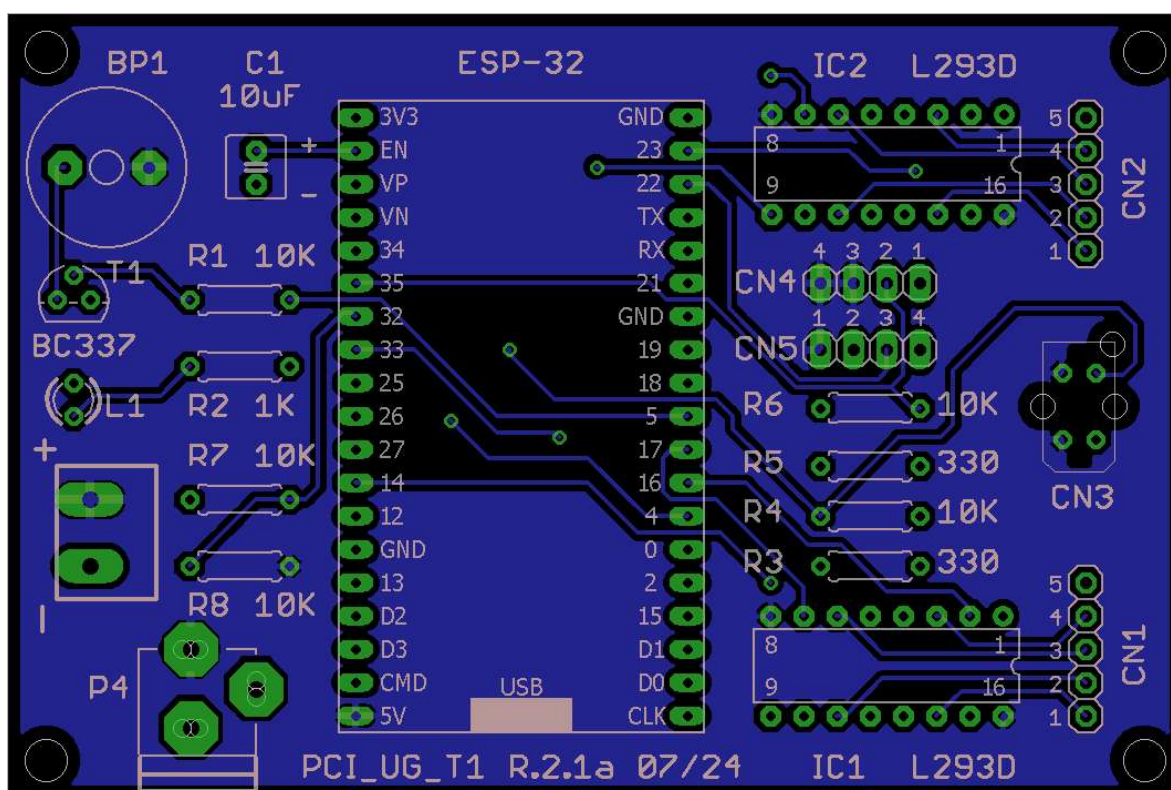 BP1
C1
10uF
+
-
ESP-32
IC2 L293D
3V3
EN
VP
VN
34
35
32
33
25
26
27
14
12
GND
13
D2
D3
CMD
5V
GND
23
22
TX
RX
21
GND
19
18
5
17
16
4
0
2
15
D1
D0
CLK
USB
8
1
9
16
5
4
3
2
1
CN2
4 3 2 1
CN4
1 2 3 4
CN5
R1 10K
T1
BC337
R2 1K
L1
R7 10K
+
-
R8 10K
P4
R6 10K
R5 330
R4 10K
R3 330
CN3
8
1
9
16
5
4
3
2
1
CN1
PCI_UG_T1 R.2.1a 07/24
IC1 L293D